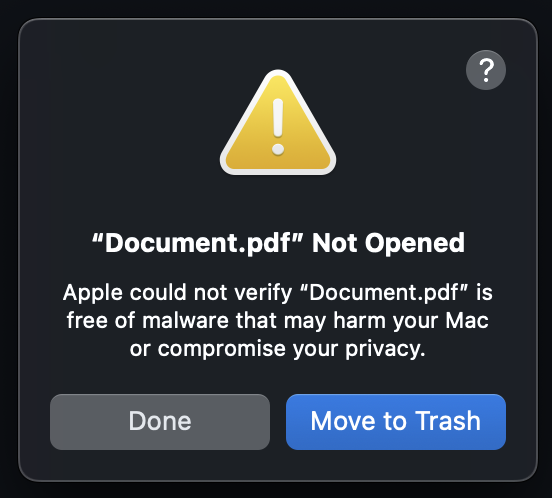 ?
“Document.pdf” Not Opened
Apple could not verify “Document.pdf” is
free of malware that may harm your Mac
or compromise your privacy.
Done
Move to Trash